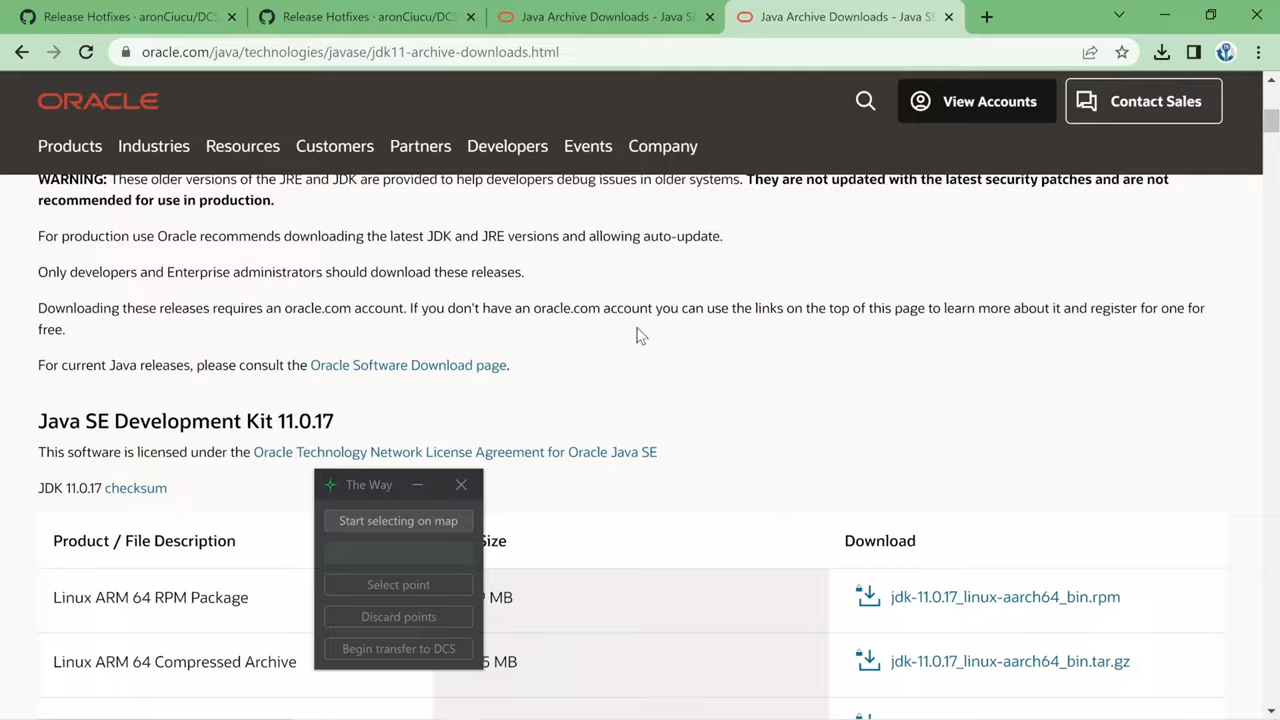 Release Hotfixes · aronCiucu/DCS
Release Hotfixes · aronCiucu/DCS
Java Archive Downloads - Java SE
Java Archive Downloads - Java SE
oracle.com/java/technologies/javase/jdk11-archive-downloads.html
ORACLE
View Accounts
Contact Sales
Products Industries Resources Customers Partners Developers Events Company
WARNING: These older versions of the JRE and JDK are provided to help developers debug issues in older systems. They are not updated with the latest security patches and are not
recommended for use in production.
For production use Oracle recommends downloading the latest JDK and JRE versions and allowing auto-update.
Only developers and Enterprise administrators should download these releases.
Downloading these releases requires an oracle.com account. If you don't have an oracle.com account you can use the links on the top of this page to learn more about it and register for one for
free.
For current Java releases, please consult the Oracle Software Download page.
Java SE Development Kit 11.0.17
This software is licensed under the Oracle Technology Network License Agreement for Oracle Java SE
JDK 11.0.17 checksum
The Way
Start selecting on map
Select point
Discard points
Begin transfer to DCS
Product / File Description Size Download
Linux ARM 64 RPM Package MB jdk-11.0.17_linux-aarch64_bin.rpm
Linux ARM 64 Compressed Archive MB jdk-11.0.17_linux-aarch64_bin.tar.gz